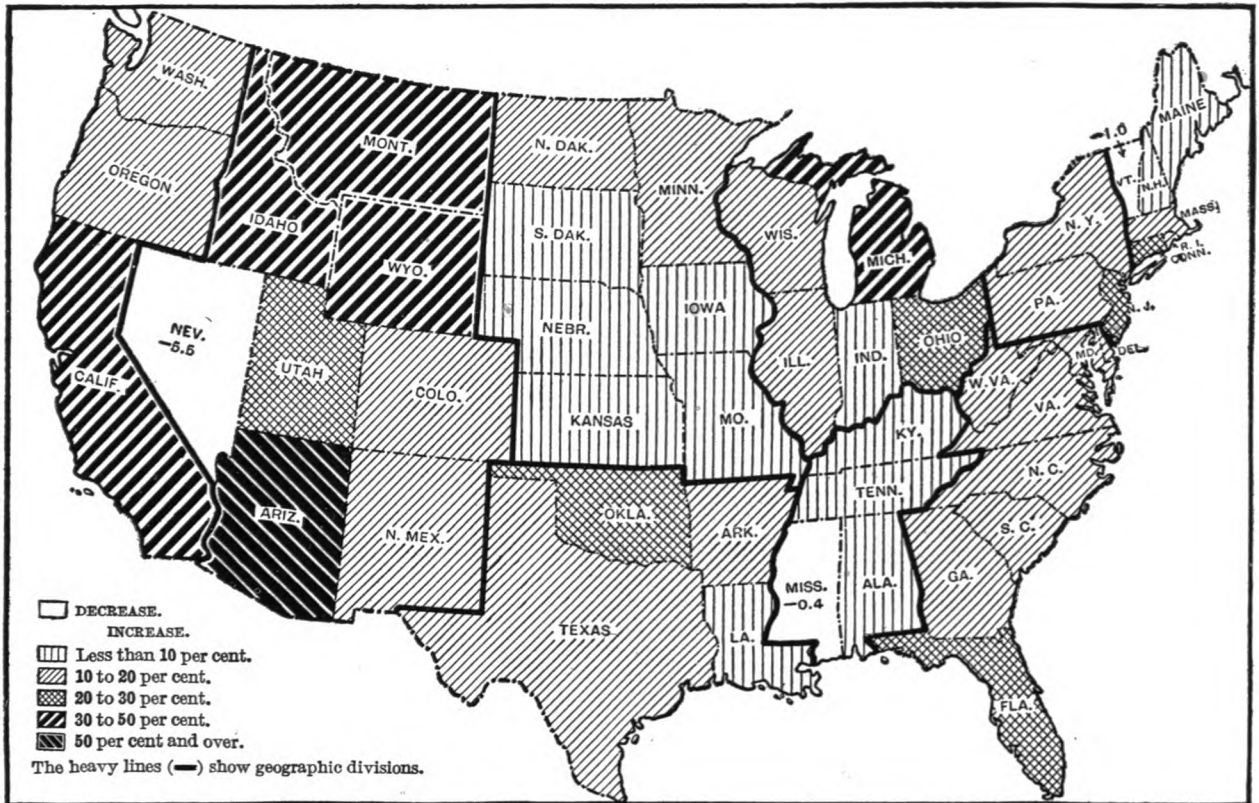 WASH.
MONT.
N. DAK.
MINN.
MAINE
-1.0
VT.
N.H.
OREGON
IDAHO
S. DAK.
WIS.
MICH.
N. Y.
MASS.
R. I.
CONN.
WYO.
NEBR.
IOWA
PA.
N. J.
NEV.
-5.5
UTAH
COLO.
ILL.
IND.
OHIO
MD.
DEL.
CALIF.
KANSAS
MO.
W. VA.
VA.
KY.
ARIZ.
N. MEX.
OKLA.
ARK.
TENN.
N. C.
S. C.
MISS.
-0.4
ALA.
GA.
TEXAS
LA.
FLA.
DECREASE.
INCREASE.
Less than 10 per cent.
10 to 20 per cent.
20 to 30 per cent.
30 to 50 per cent.
50 per cent and over.
The heavy lines (━) show geographic divisions.